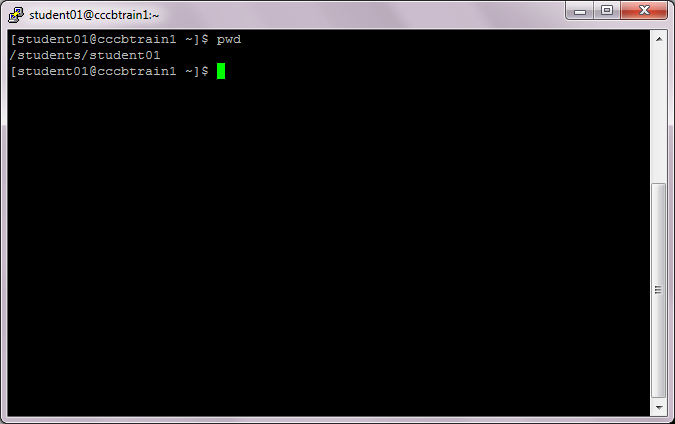 student01@cccbtrain1:~
[student01@cccbtrain1 ~]$ pwd
/students/student01
[student01@cccbtrain1 ~]$